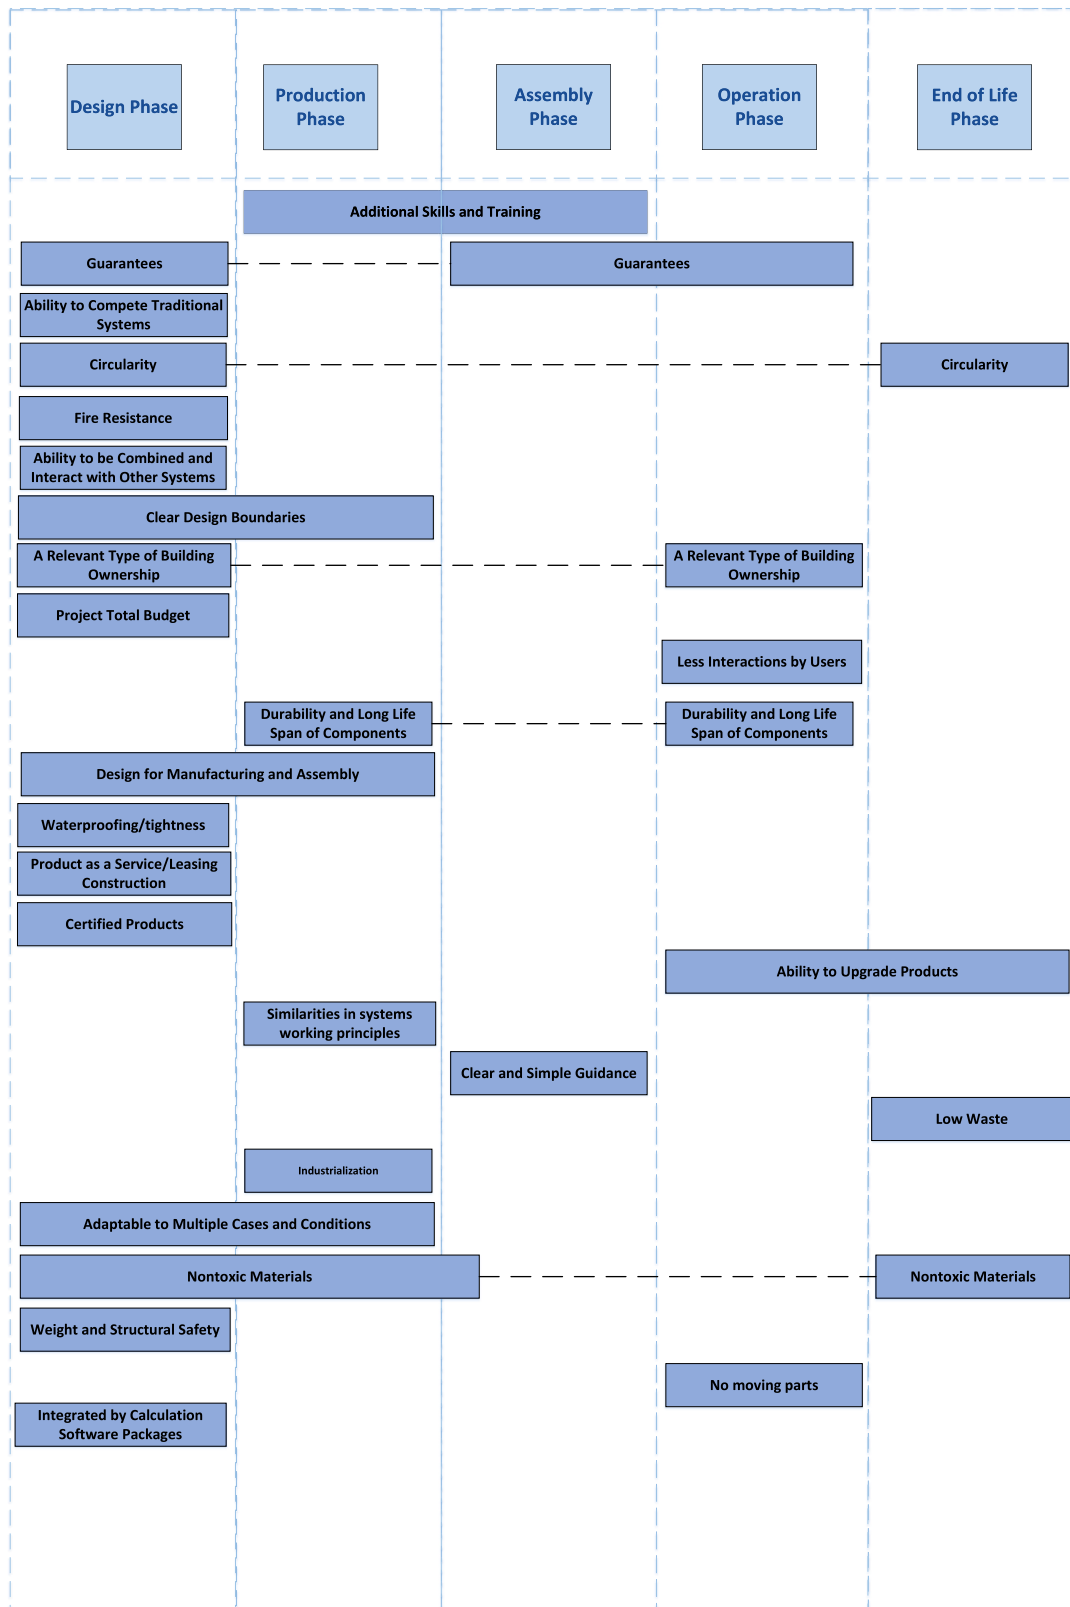 Design Phase
Production
Phase
Assembly
Phase
Operation
Phase
End of Life
Phase
Additional Skills and Training
Guarantees
Guarantees
Ability to Compete Traditional
Systems
Circularity
Circularity
Fire Resistance
Ability to be Combined and
Interact with Other Systems
Clear Design Boundaries
A Relevant Type of Building
Ownership
A Relevant Type of Building
Ownership
Project Total Budget
Less Interactions by Users
Durability and Long Life
Span of Components
Durability and Long Life
Span of Components
Design for Manufacturing and Assembly
Waterproofing/tightness
Product as a Service/Leasing
Construction
Certified Products
Ability to Upgrade Products
Similarities in systems
working principles
Clear and Simple Guidance
Low Waste
Industrialization
Adaptable to Multiple Cases and Conditions
Nontoxic Materials
Nontoxic Materials
Weight and Structural Safety
No moving parts
Integrated by Calculation
Software Packages